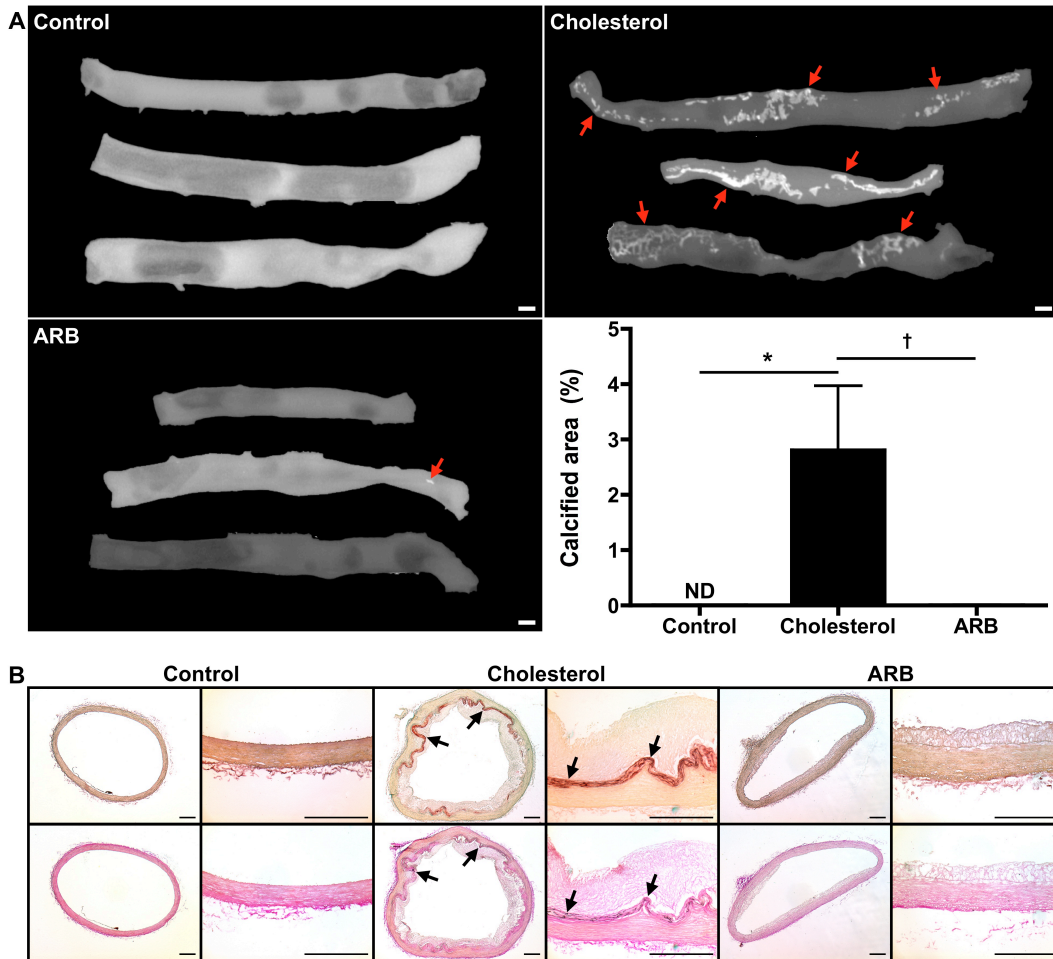 A
Control
Cholesterol
ARB
Calcified area (%)
5
4
3
2
1
0
*
†
ND
Control
Cholesterol
ARB
B
Control
Cholesterol
ARB